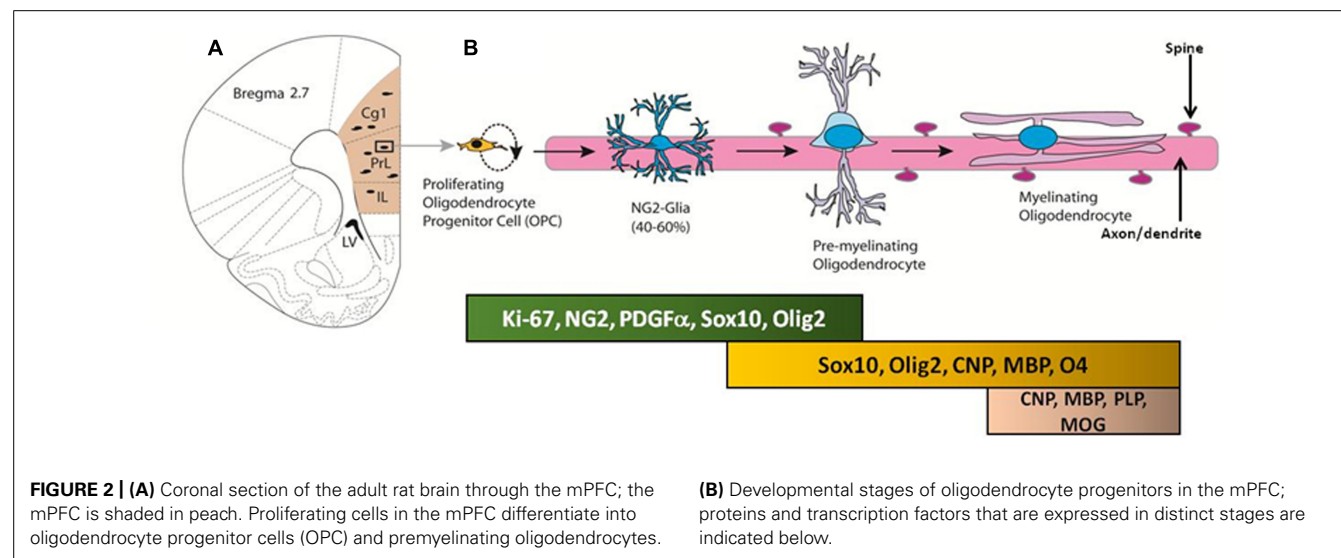 A
B
Bregma 2.7
Cg1
PrL
IL
LV
Proliferating
Oligodendrocyte
Progenitor Cell (OPC)
NG2-Glia
(40-60%)
Pre-myelinating
Oligodendrocyte
Myelinating
Oligodendrocyte
Spine
Axon/dendrite
Ki-67, NG2, PDGFα, Sox10, Olig2
Sox10, Olig2, CNP, MBP, O4
CNP, MBP, PLP,
MOG
FIGURE 2 | (A) Coronal section of the adult rat brain through the mPFC; the
mPFC is shaded in peach. Proliferating cells in the mPFC differentiate into
oligodendrocyte progenitor cells (OPC) and premyelinating oligodendrocytes.
(B) Developmental stages of oligodendrocyte progenitors in the mPFC;
proteins and transcription factors that are expressed in distinct stages are
indicated below.